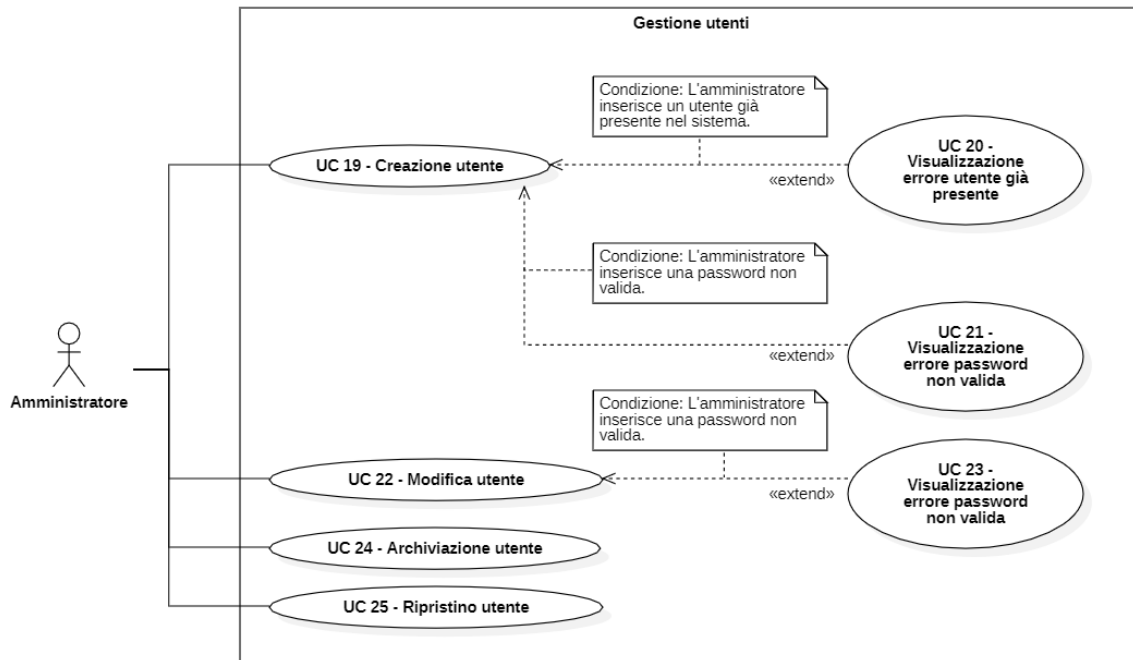 Gestione utenti
Condizione: L'amministratore
inserisce un utente già
presente nel sistema.
UC 19 - Creazione utente
«extend»
UC 20 -
Visualizzazione
errore utente già
presente
Condizione: L'amministratore
inserisce una password non
valida.
«extend»
UC 21 -
Visualizzazione
errore password
non valida
Amministratore
Condizione: L'amministratore
inserisce una password non
valida.
UC 22 - Modifica utente
«extend»
UC 23 -
Visualizzazione
errore password
non valida
UC 24 - Archiviazione utente
UC 25 - Ripristino utente